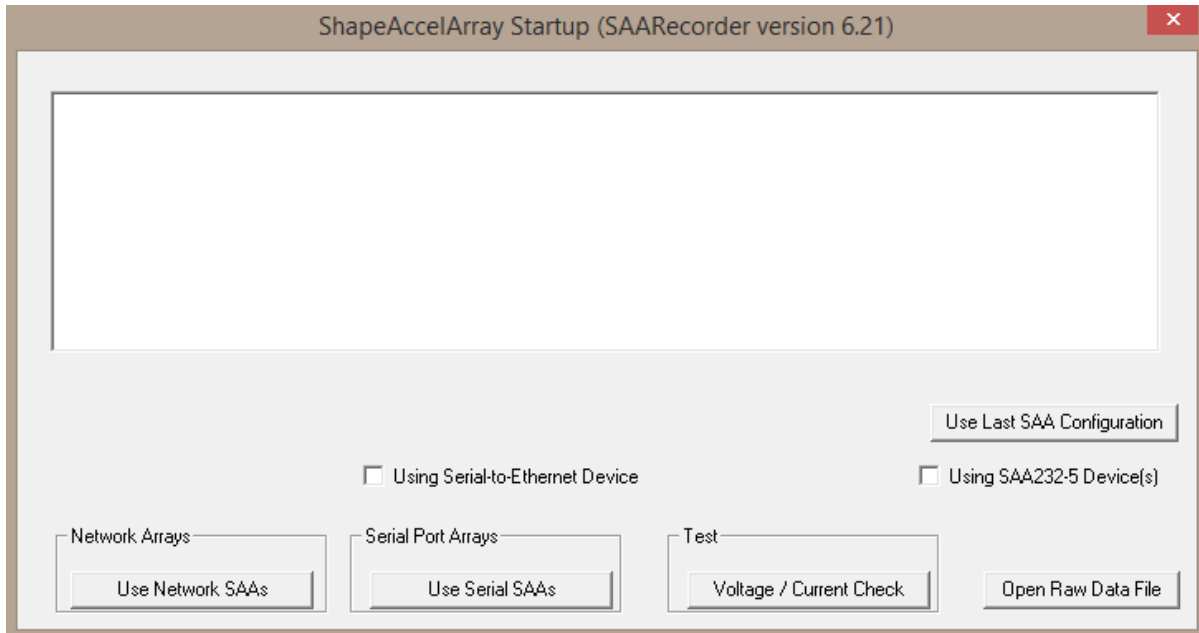 ShapeAccelArray Startup (SAARecorder version 6.21)
Use Last SAA Configuration
Using Serial-to-Ethernet Device
Using SAA232-5 Device(s)
Network Arrays
Serial Port Arrays
Test
Use Network SAAs
Use Serial SAAs
Voltage / Current Check
Open Raw Data File